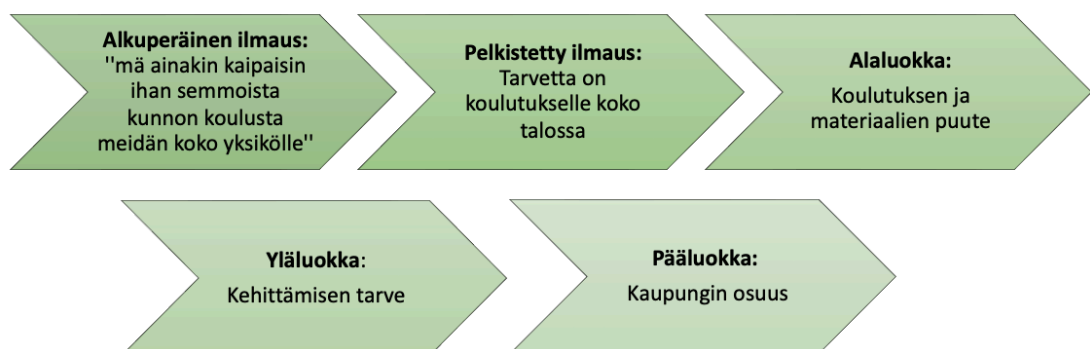 Alkuperäinen ilmaus:
''mä ainakin kaipaisin
ihan semmoista
kunnon koulusta
meidän koko yksikölle''
Pelkistetty ilmaus:
Tarvetta on
koulutukselle koko
talossa
Alaluokka:
Koulutuksen ja
materiaalien puute
Yläluokka:
Kehittämisen tarve
Pääluokka:
Kaupungin osuus